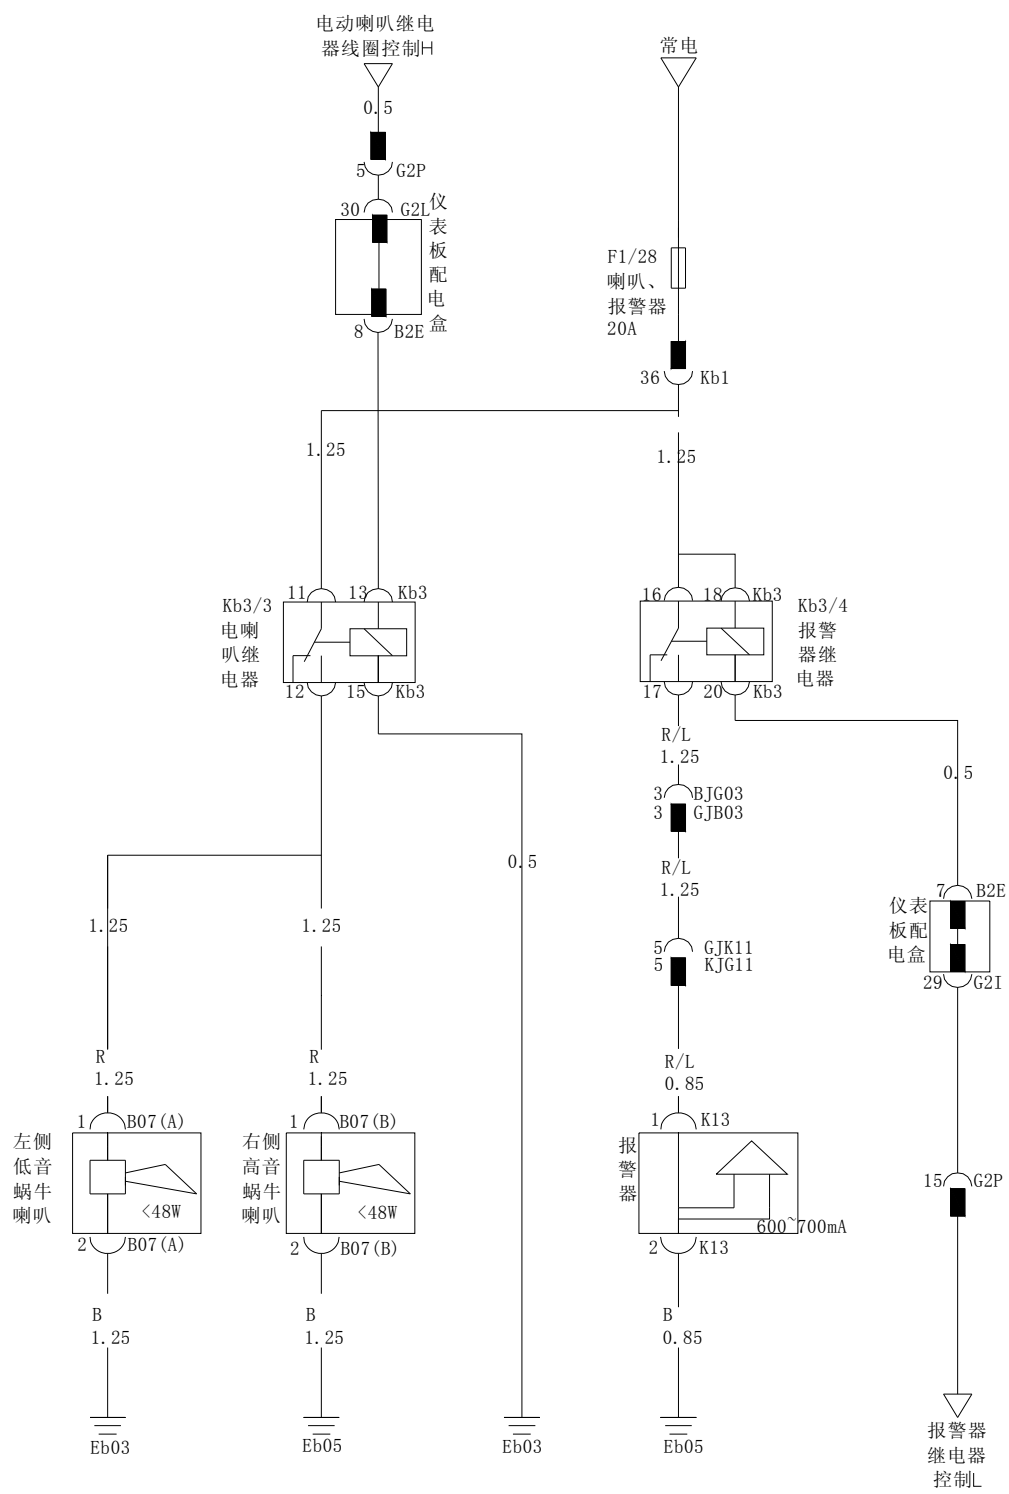 电动喇叭继电
器线圈控制H
常电
0.5
5 G2P
30 G2L
仪
表
板
配
电
盒
F1/28
喇叭、
报警器
20A
8 B2E
36 Kb1
1.25
1.25
11 13 Kb3
16 18 Kb3
Kb3/3
电喇
叭继
电器
Kb3/4
报警
器继
电器
12 15 Kb3
17 20 Kb3
R/L
1.25
0.5
3 BJG03
3 GJB03
0.5
R/L
1.25
7 B2E
仪表
板配
电盒
1.25
1.25
5 GJK11
5 KJG11
29 G2I
R
1.25
R
1.25
R/L
0.85
1 B07(A)
1 B07(B)
1 K13
左侧
低音
蜗牛
喇叭
右侧
高音
蜗牛
喇叭
报
警
器
15 G2P
<48W
<48W
600~700mA
2 B07(A)
2 B07(B)
2 K13
B
1.25
B
1.25
B
0.85
Eb03
Eb05
Eb03
Eb05
报警器
继电器
控制L